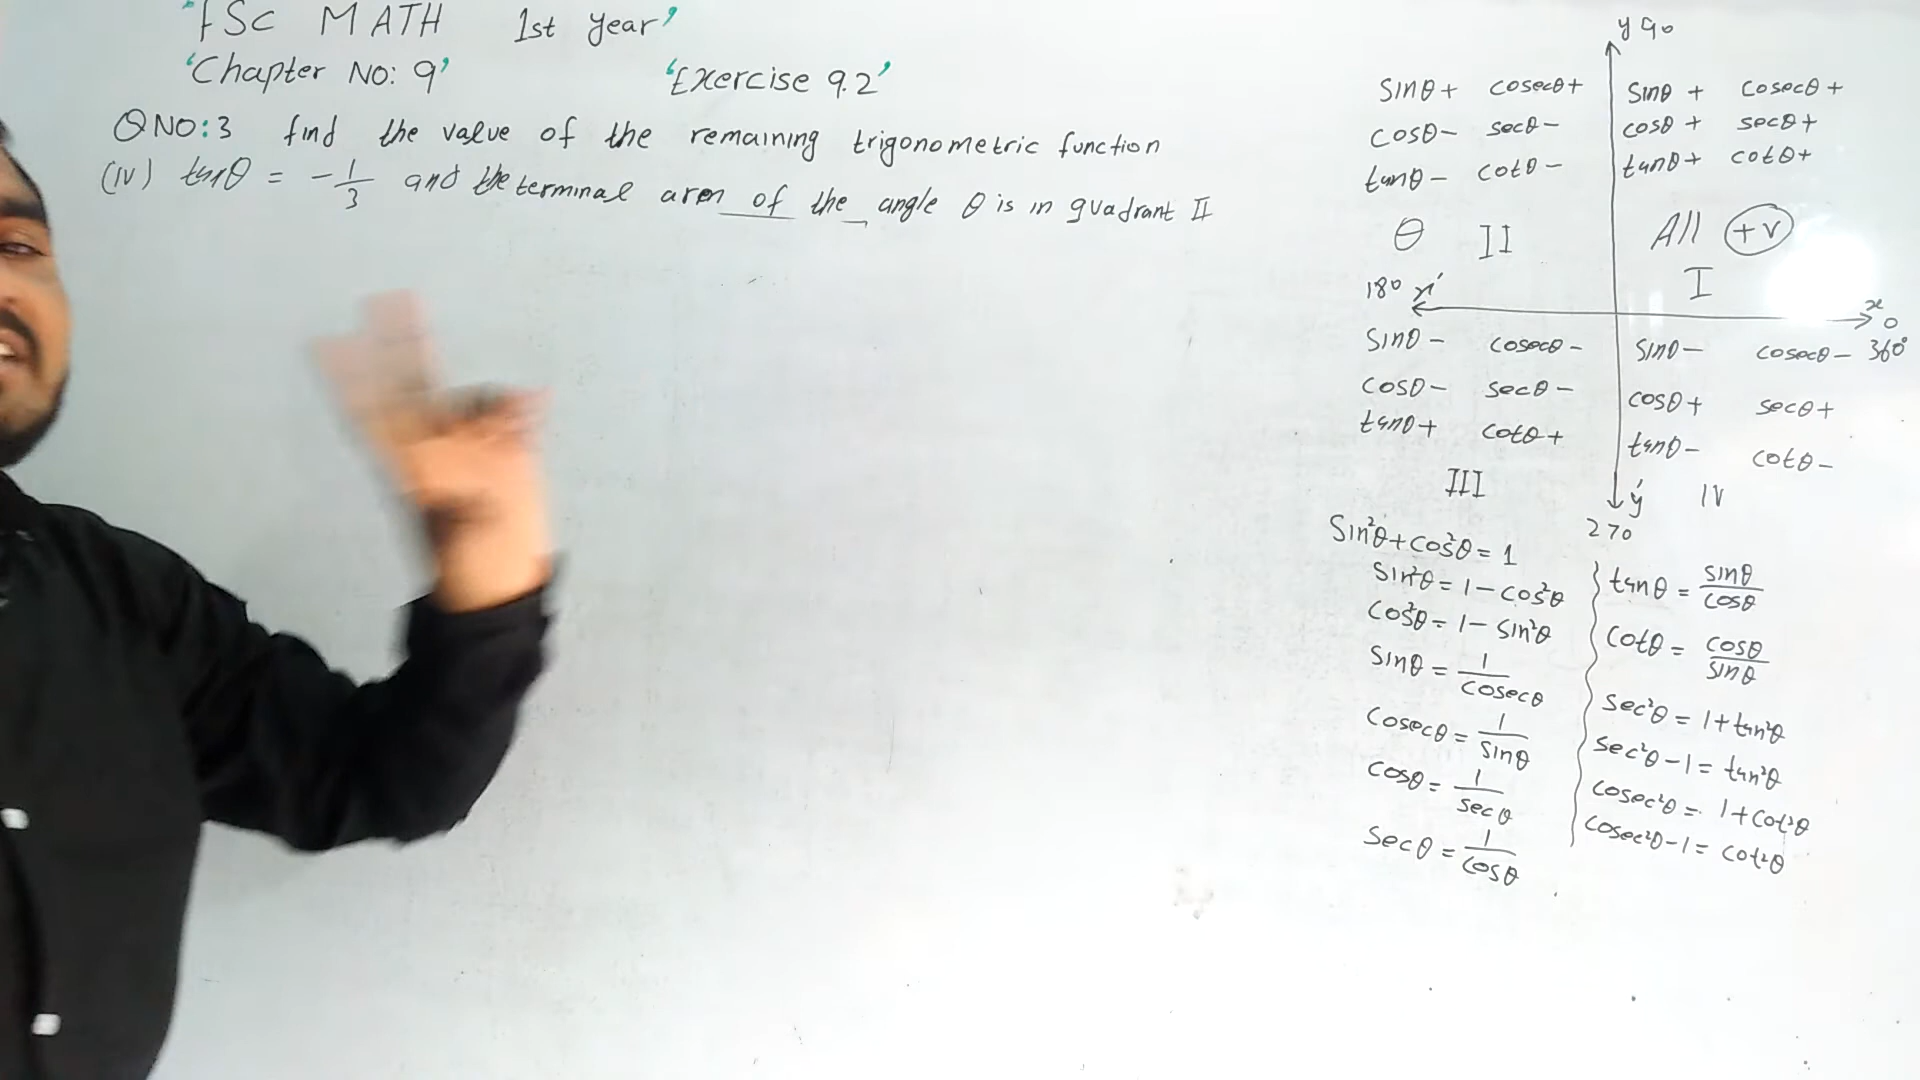 'FSC MATH 1st year'
'Chapter No: 9' 'Exercise 9.2'
QNO:3 find the value of the remaining trigonometric function
(IV) tanθ = -1/3 and the terminal arm of the angle θ is in quadrant II
y 90
Sinθ+ cosecθ+ Sinθ + Cosecθ +
cosθ- secθ- cosθ + secθ+
tanθ- cotθ- tanθ+ cotθ+
θ II All +v
I
180 x' x 0
Sinθ- cosecθ- Sinθ- cosecθ- 360°
cosθ- secθ- cosθ+ secθ+
tanθ+ cotθ+ tanθ- cotθ-
III y' IV
270
Sin²θ+cos²θ=1
Sin²θ=1-cos²θ
Cos²θ=1-sin²θ
Sinθ=1/cosecθ
Cosecθ=1/sinθ
cosθ=1/secθ
Secθ=1/cosθ
tanθ=sinθ/cosθ
Cotθ=cosθ/sinθ
sec²θ=1+tan²θ
sec²θ-1=tan²θ
cosec²θ=1+cot²θ
cosec²θ-1=cot²θ